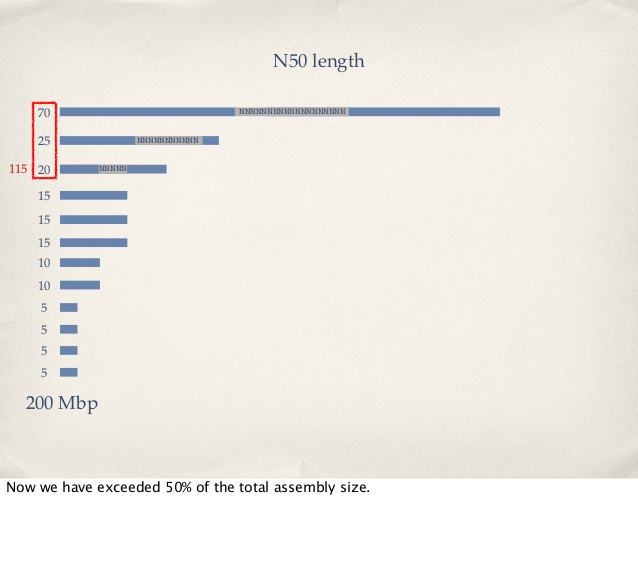 N50 length
70 NNNNNNNNNNNNNNNNNN
25 NNNNNNNNNNN
115 20 NNNNN
15
15
15
10
10
5
5
5
5
200 Mbp
Now we have exceeded 50% of the total assembly size.